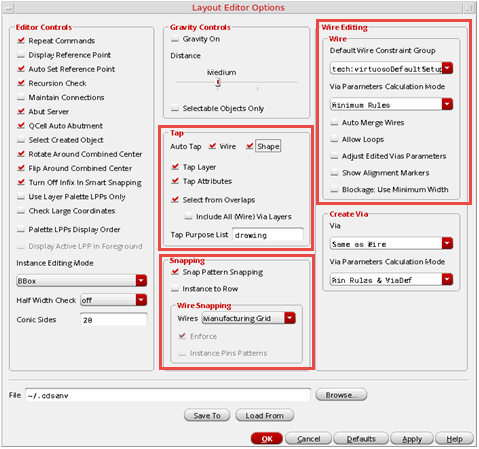 Layout Editor Options
Editor Controls
Repeat Commands
Display Reference Point
Auto Set Reference Point
Recursion Check
Maintain Connections
Abut Server
QCell Auto Abutment
Select Created Object
Rotate Around Combined Center
Flip Around Combined Center
Turn Off Infix In Smart Snapping
Use Layer Palette LPPs Only
Check Large Coordinates
Palette LPPs Display Order
Display Active LPP in Foreground
Instance Editing Mode
BBox
Half Width Check off
Conic Sides 20
Gravity Controls
Gravity On
Distance
Medium
Selectable Objects Only
Tap
Auto Tap Wire Shape
Tap Layer
Tap Attributes
Select from Overlaps
Include All (Wire) Via Layers
Tap Purpose List drawing
Snapping
Snap Pattern Snapping
Instance to Row
Wire Snapping
Wires Manufacturing Grid
Enforce
Instance Pins Patterns
Wire Editing
Wire
Default Wire Constraint Group
tech:virtuosoDefaultSetup
Via Parameters Calculation Mode
Minimum Rules
Auto Merge Wires
Allow Loops
Adjust Edited Vias Parameters
Show Alignment Markers
Blockage: Use Minimum Width
Create Via
Via
Same as Wire
Via Parameters Calculation Mode
Min Rules & ViaDef
File ~/.cdsenv Browse...
Save To Load From
OK Cancel Defaults Apply Help